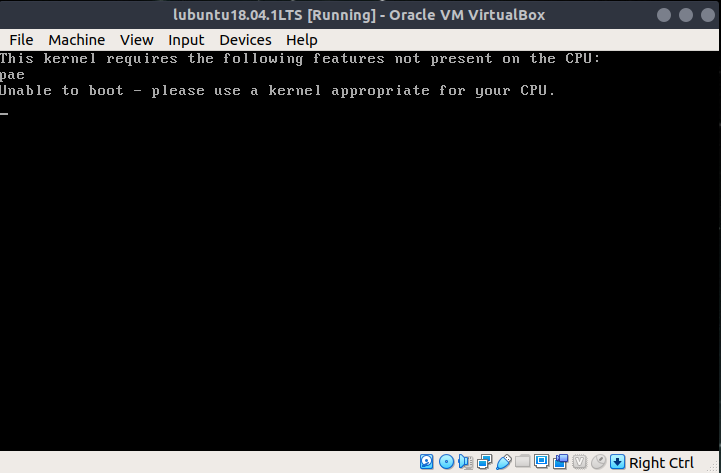 lubuntu18.04.1LTS [Running] - Oracle VM VirtualBox
File Machine View Input Devices Help
This kernel requires the following features not present on the CPU:
pae
Unable to boot - please use a kernel appropriate for your CPU.
_
Right Ctrl